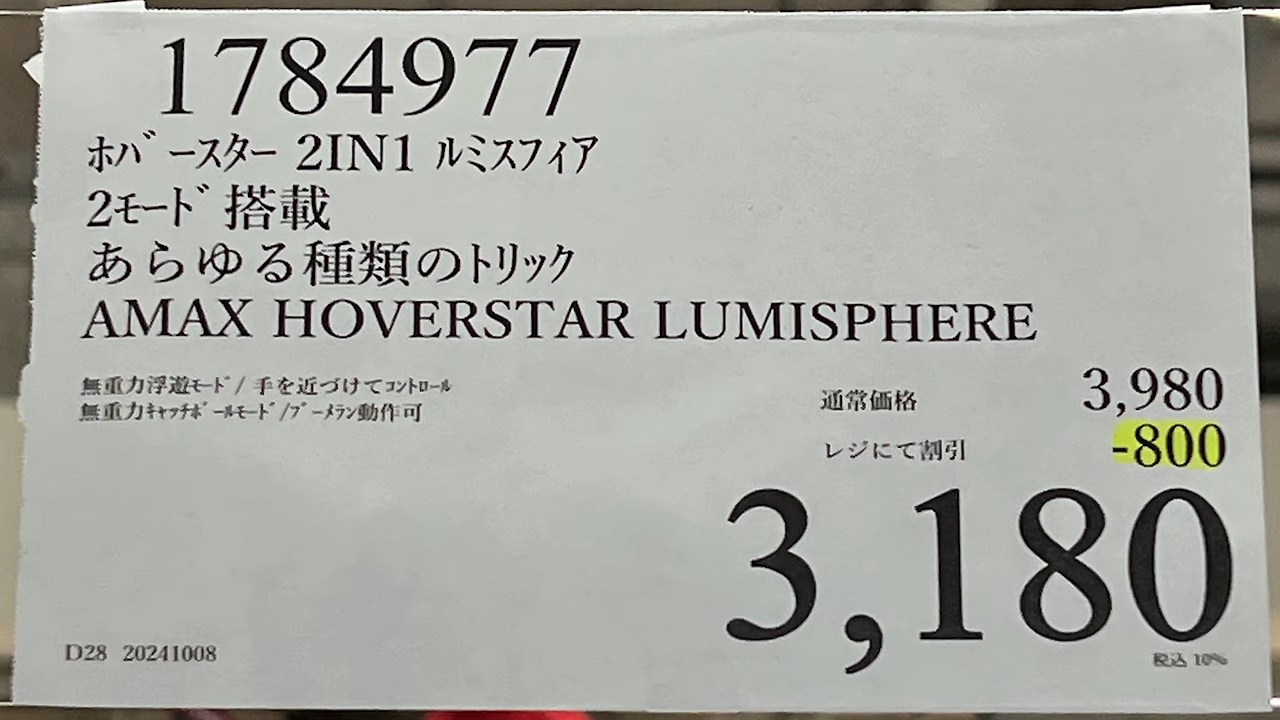 1784977
ﾎﾊﾞｰｽﾀｰ 2IN1 ﾙﾐｽﾌｨｱ
2ﾓｰﾄﾞ搭載
あらゆる種類のﾄﾘｯｸ
AMAX HOVERSTAR LUMISPHERE
無重力浮遊ﾓｰﾄﾞ/ 手を近づけてｺﾝﾄﾛｰﾙ
無重力ｷｬｯﾁﾎﾞｰﾙﾓｰﾄﾞ/ﾌﾞｰﾒﾗﾝ動作可
通常価格 3,980
レジにて割引 -800
3,180
税込 10%
D28 20241008